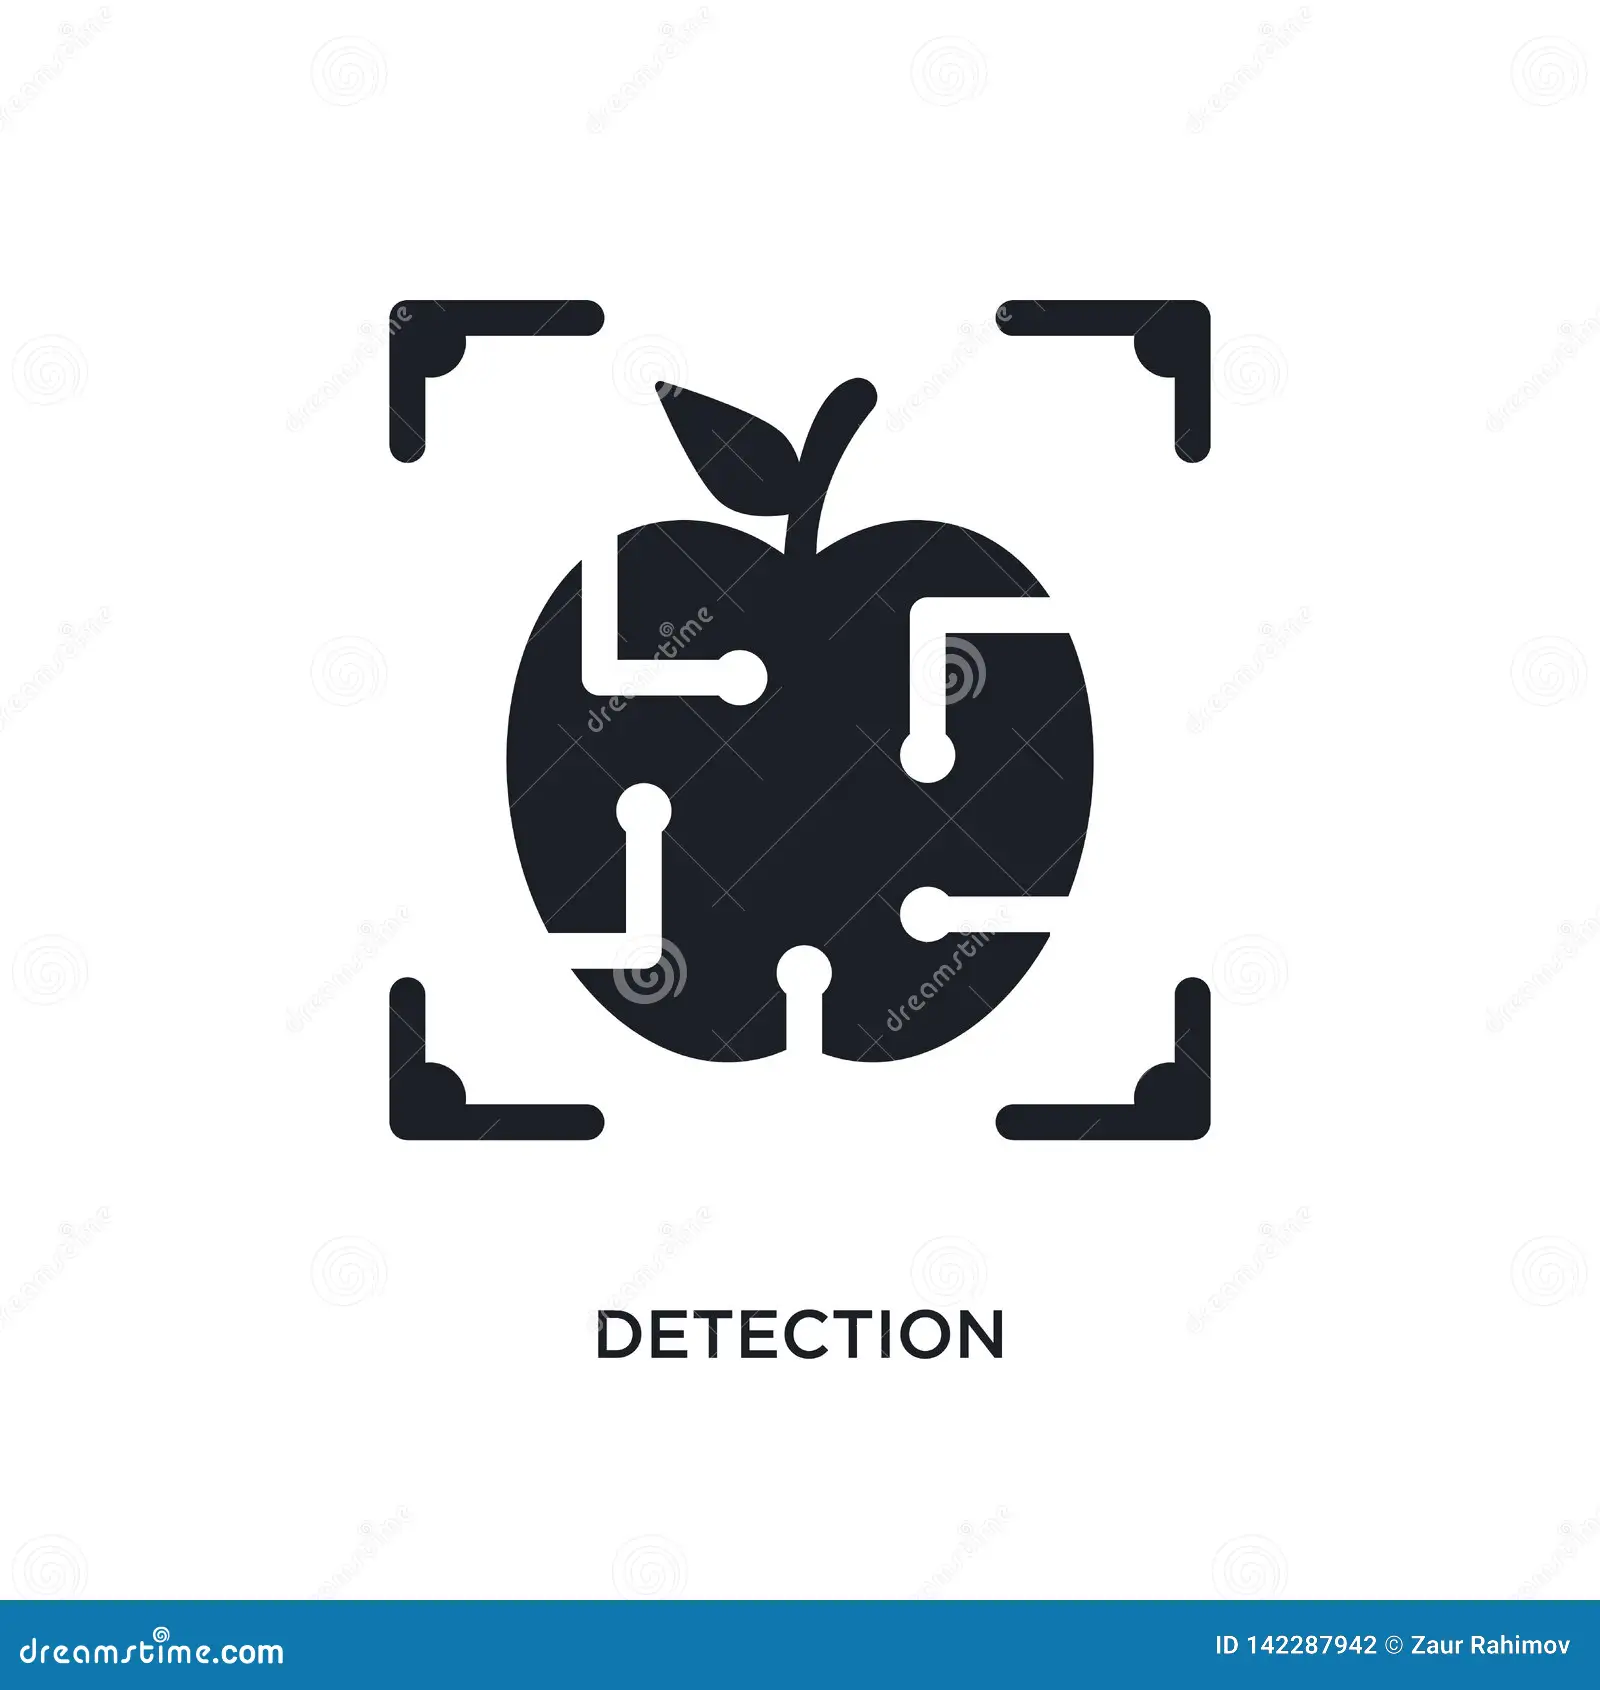 DETECTION
dreamstime.com
ID 142287942 © Zaur Rahimov